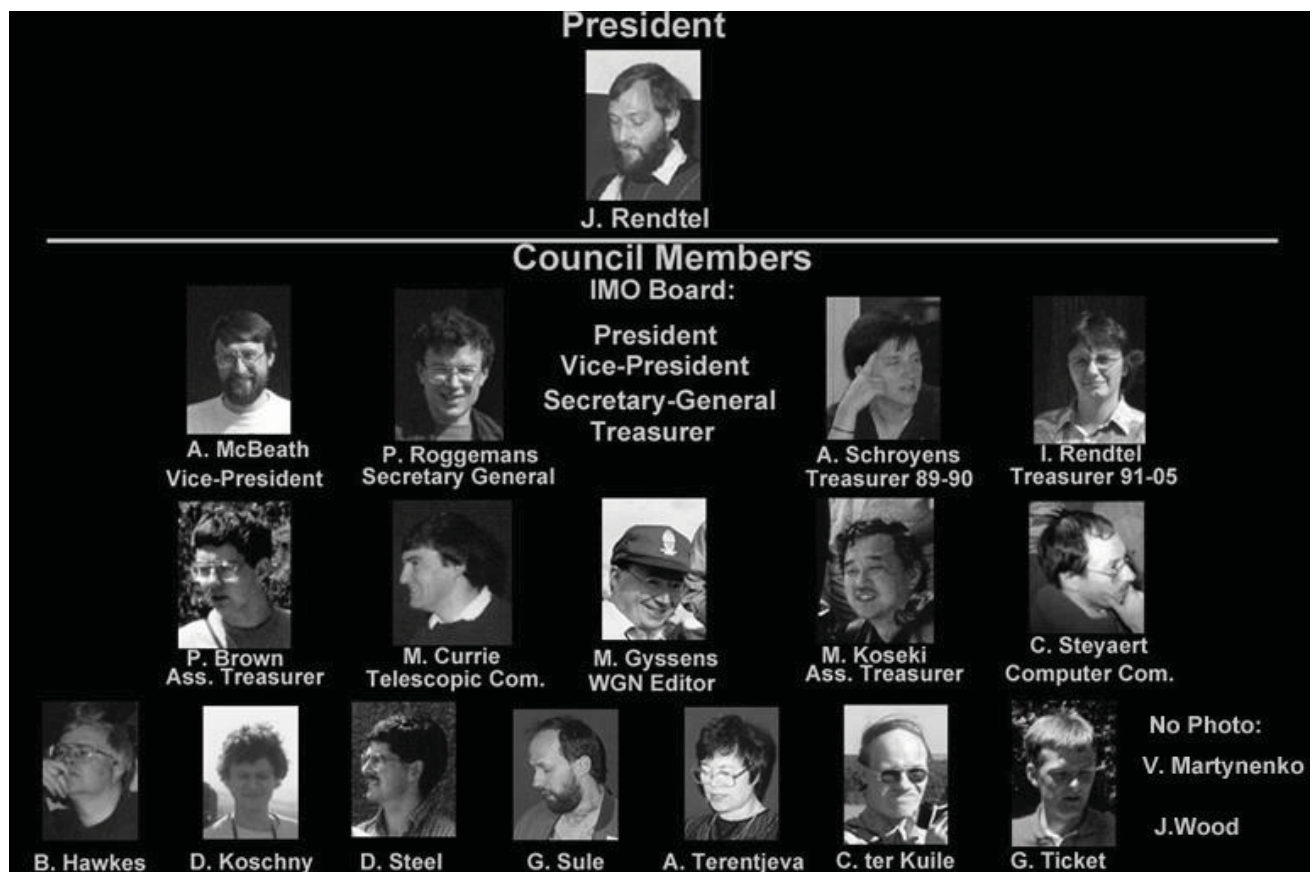 President
J. Rendtel
Council Members
IMO Board:
President
Vice-President
Secretary-General
Treasurer
A. McBeath
Vice-President
P. Roggemans
Secretary General
A. Schroyens
Treasurer 89-90
I. Rendtel
Treasurer 91-05
P. Brown
Ass. Treasurer
M. Currie
Telescopic Com.
M. Gyssens
WGN Editor
M. Koseki
Ass. Treasurer
C. Steyaert
Computer Com.
B. Hawkes
D. Koschny
D. Steel
G. Sule
A. Terentjeva
C. ter Kuile
G. Ticket
No Photo:
V. Martynenko
J.Wood